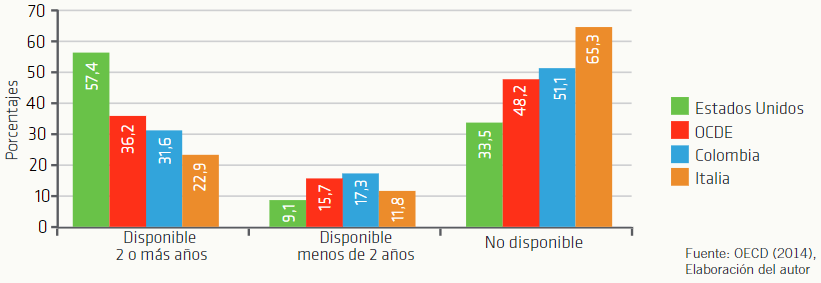 70
60
50
40
30
20
10
0
Porcentajes
57,4
36,2
31,6
22,9
9,1
15,7
17,3
11,8
33,5
48,2
51,1
65,3
Disponible
2 o más años
Disponible
menos de 2 años
No disponible
Estados Unidos
OCDE
Colombia
Italia
Fuente: OECD (2014),
Elaboración del autor